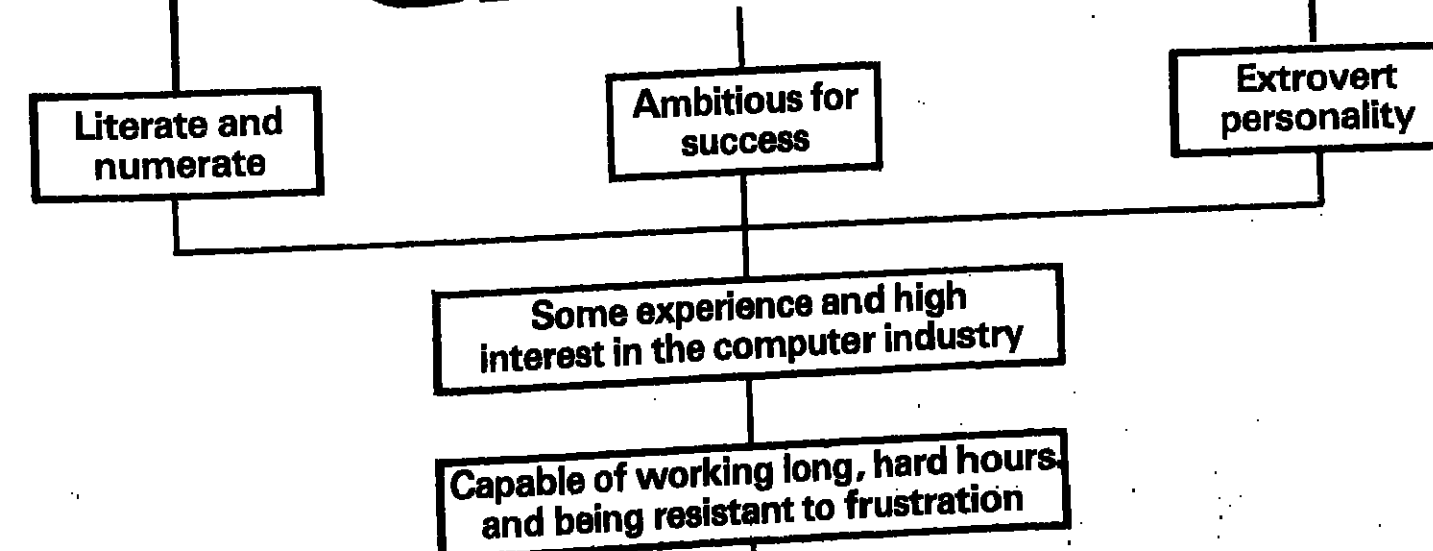 Literate and
numerate
Ambitious for
success
Extrovert
personality
Some experience and high
interest in the computer industry
Capable of working long, hard hours,
and being resistant to frustration